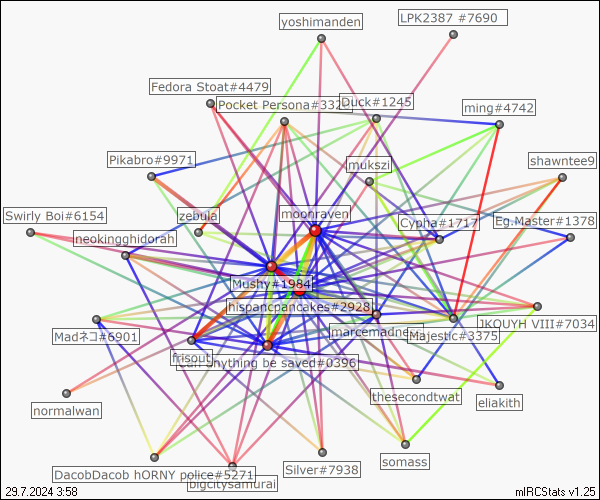 yoshimanden
LPK2387 #7690
Fedora Stoat#4479
Pocket Persona#332
Duck#1245
ming#4742
Pikabro#9971
mukszi
shawntee9
Swirly Boi#6154
zebula
moonraven
Cypha#1717
Eg.Master#1378
neokingghidorah
Mushy#1984
hispancpancakes#2928
Madネコ#6901
marcemadne
Majestic#3375
JKOUYH VIII#7034
frisout
anything be saved#0396
normalwan
thesecondtwat
eliakith
DacobDacob hORNY police#5271
bigcitysamurai
Silver#7938
somass
29.7.2024 3:58
mIRCStats v1.25